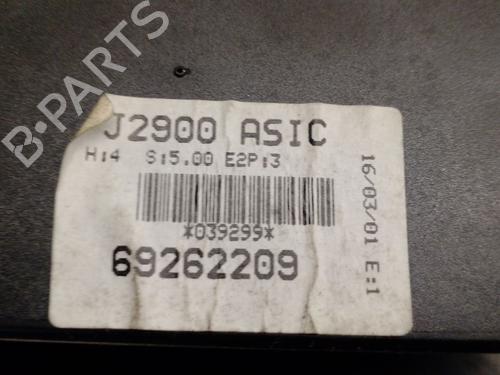 J2900 ASIC
H:4 S:5.00 E2P:3
*039299*
69262209
16/03/01 E:1
B-PARTS